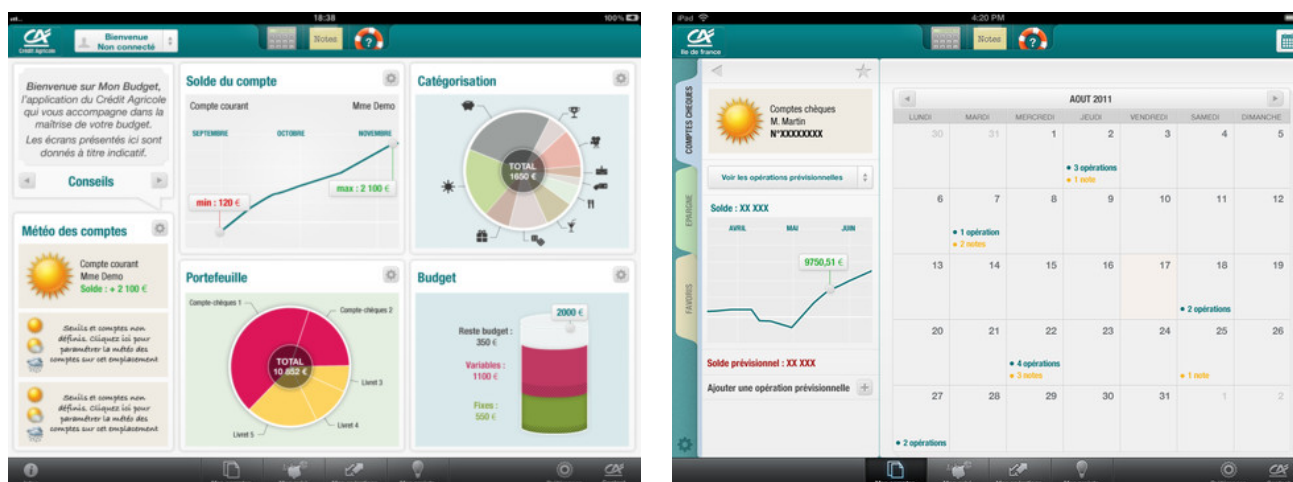 18:38
100%
CA
CRÉDIT AGRICOLE
Bienvenue
Non connecté
Notes
?
Bienvenue sur Mon Budget,
l'application du Crédit Agricole
qui vous accompagne dans la
maîtrise de votre budget.
Les écrans présentés ici sont
donnés à titre indicatif.
Conseils
Météo des comptes
Compte courant
Mme Demo
Solde : + 2 100 €
Seuils et comptes non
définis. Cliquez ici pour
paramétrer la météo des
comptes sur cet emplacement
Seuils et comptes non
définis. Cliquez ici pour
paramétrer la météo des
comptes sur cet emplacement
Solde du compte
Compte courant Mme Demo
SEPTEMBRE OCTOBRE NOVEMBRE
max : 2 100 €
min : 120 €
Catégorisation
TOTAL
1650 €
Portefeuille
Compte-chèques 1
Compte-chèques 2
TOTAL
10 852 €
Livret 3
Livret 4
Livret 5
Budget
2000 €
Reste budget :
350 €
Variables :
1100 €
Fixes :
550 €
CA
iPad
4:20 PM
CA
Ile de france
Notes
?
COMPTES CHEQUES
EPARGNE
FAVORIS
Comptes chèques
M. Martin
N°XXXXXXXX
Voir les opérations prévisionnelles
Solde : XX XXX
AVRIL MAI JUIN
9750,51 €
Solde prévisionnel : XX XXX
Ajouter une opération prévisionnelle +
AOUT 2011
LUNDI MARDI MERCREDI JEUDI VENDREDI SAMEDI DIMANCHE
30 31 1 2 3 4 5
• 3 opérations
• 1 note
6 7 8 9 10 11 12
• 1 opération
• 2 notes
13 14 15 16 17 18 19
• 2 opérations
20 21 22 23 24 25 26
• 4 opérations
• 3 notes
• 1 note
27 28 29 30 31 1 2
• 2 opérations
CA